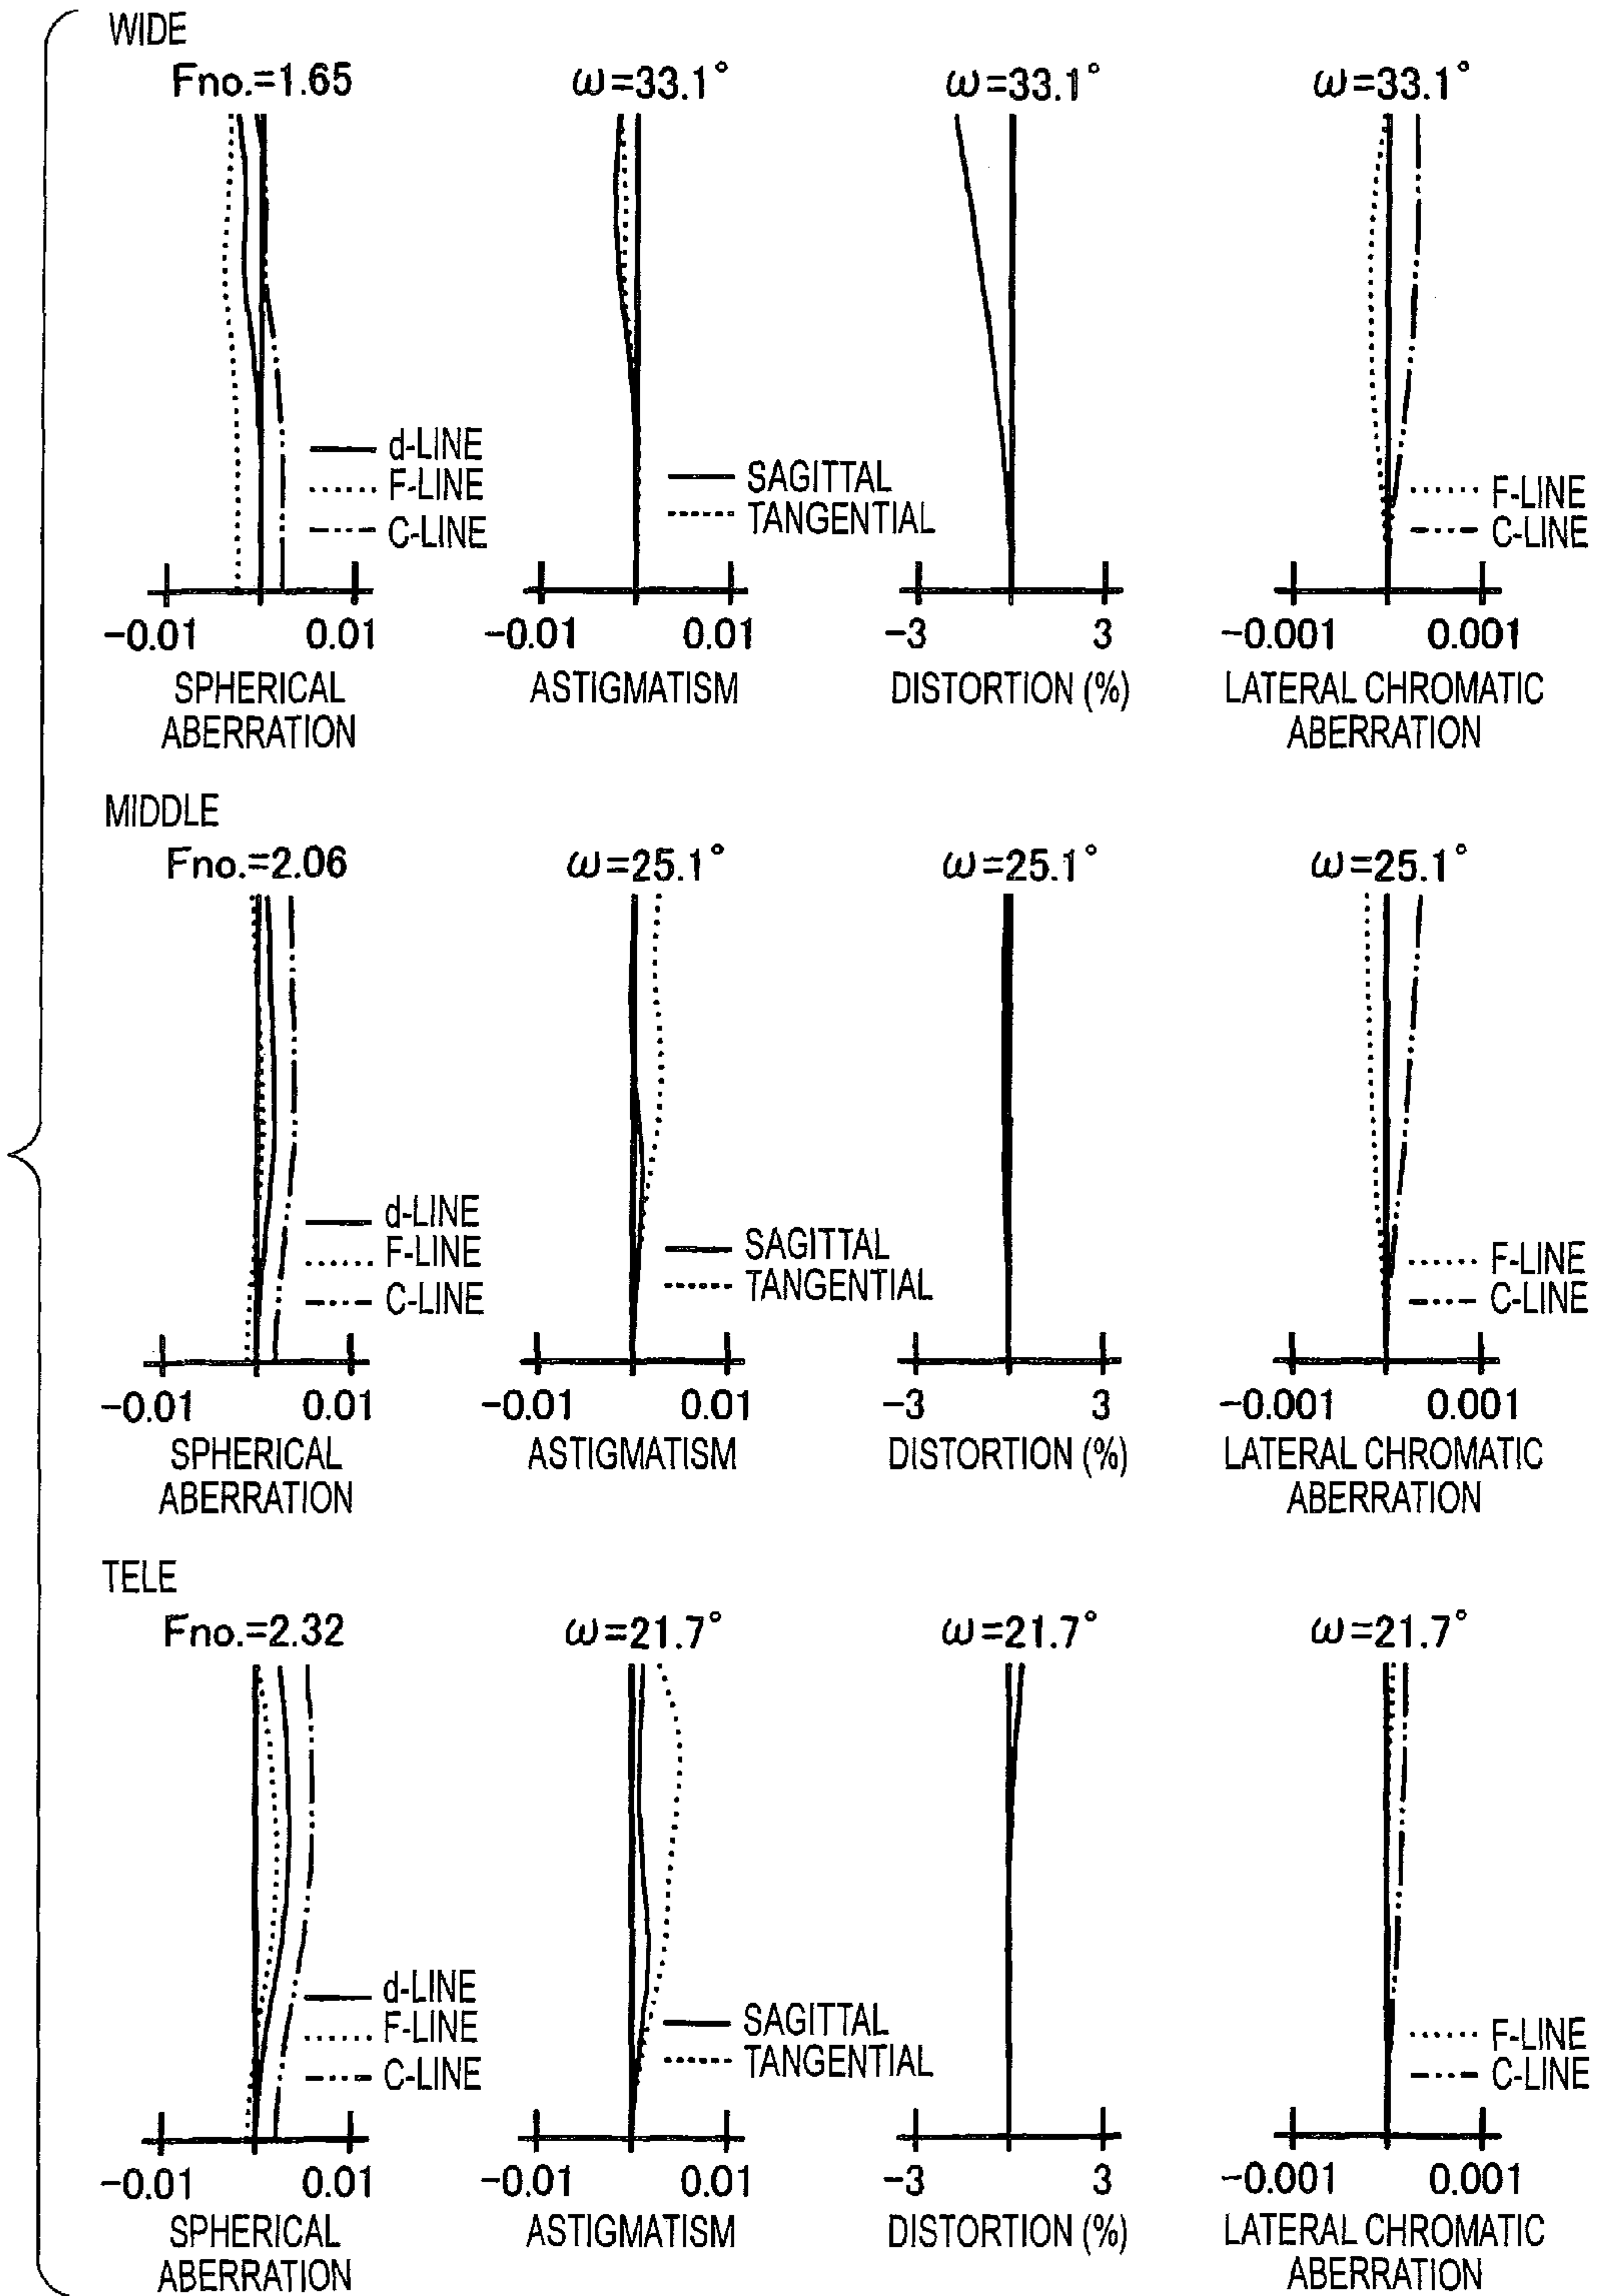 WIDE
Fno.=1.65
ω=33.1°
ω=33.1°
ω=33.1°
d-LINE
F-LINE
C-LINE
SAGITTAL
TANGENTIAL
F-LINE
C-LINE
−0.01 0.01
−0.01 0.01
−3 3
−0.001 0.001
SPHERICAL
ABERRATION
ASTIGMATISM
DISTORTION (%)
LATERAL CHROMATIC
ABERRATION
MIDDLE
Fno.=2.06
ω=25.1°
ω=25.1°
ω=25.1°
d-LINE
F-LINE
C-LINE
SAGITTAL
TANGENTIAL
F-LINE
C-LINE
−0.01 0.01
−0.01 0.01
−3 3
−0.001 0.001
SPHERICAL
ABERRATION
ASTIGMATISM
DISTORTION (%)
LATERAL CHROMATIC
ABERRATION
TELE
Fno.=2.32
ω=21.7°
ω=21.7°
ω=21.7°
d-LINE
F-LINE
C-LINE
SAGITTAL
TANGENTIAL
F-LINE
C-LINE
−0.01 0.01
−0.01 0.01
−3 3
−0.001 0.001
SPHERICAL
ABERRATION
ASTIGMATISM
DISTORTION (%)
LATERAL CHROMATIC
ABERRATION